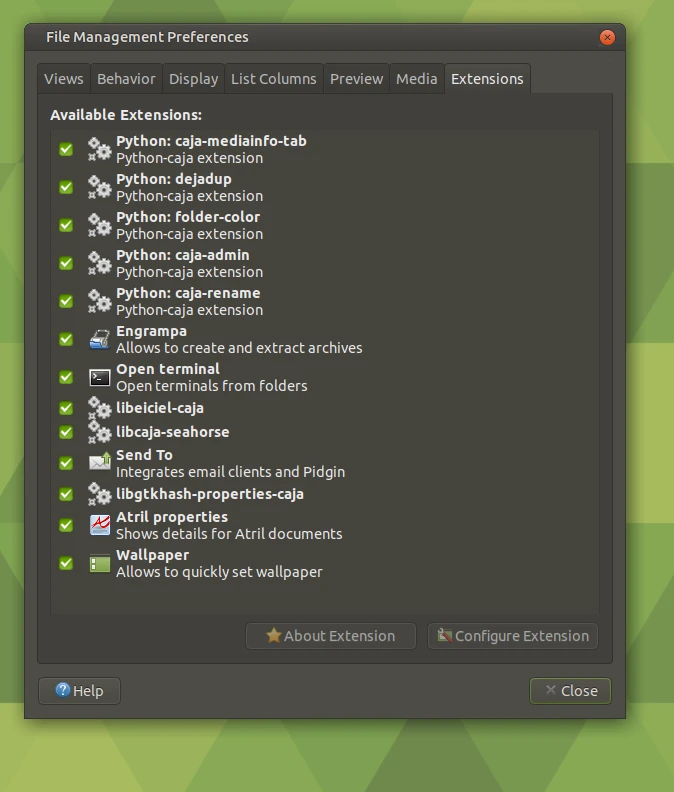 File Management Preferences
Views Behavior Display List Columns Preview Media Extensions
Available Extensions:
Python: caja-mediainfo-tab
Python-caja extension
Python: dejadup
Python-caja extension
Python: folder-color
Python-caja extension
Python: caja-admin
Python-caja extension
Python: caja-rename
Python-caja extension
Engrampa
Allows to create and extract archives
Open terminal
Open terminals from folders
libeiciel-caja
libcaja-seahorse
Send To
Integrates email clients and Pidgin
libgtkhash-properties-caja
Atril properties
Shows details for Atril documents
Wallpaper
Allows to quickly set wallpaper
About Extension Configure Extension
Help Close